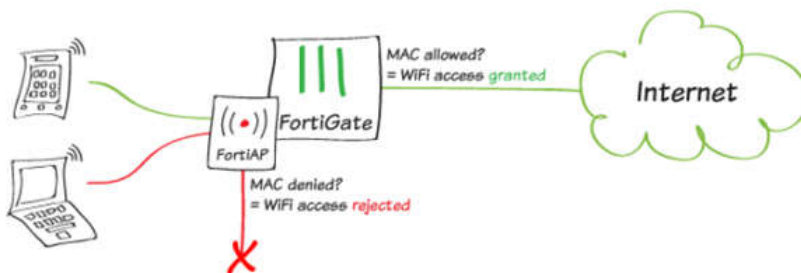 MAC allowed?
= WiFi access granted
Internet
FortiGate
FortiAP
MAC denied?
= WiFi access rejected